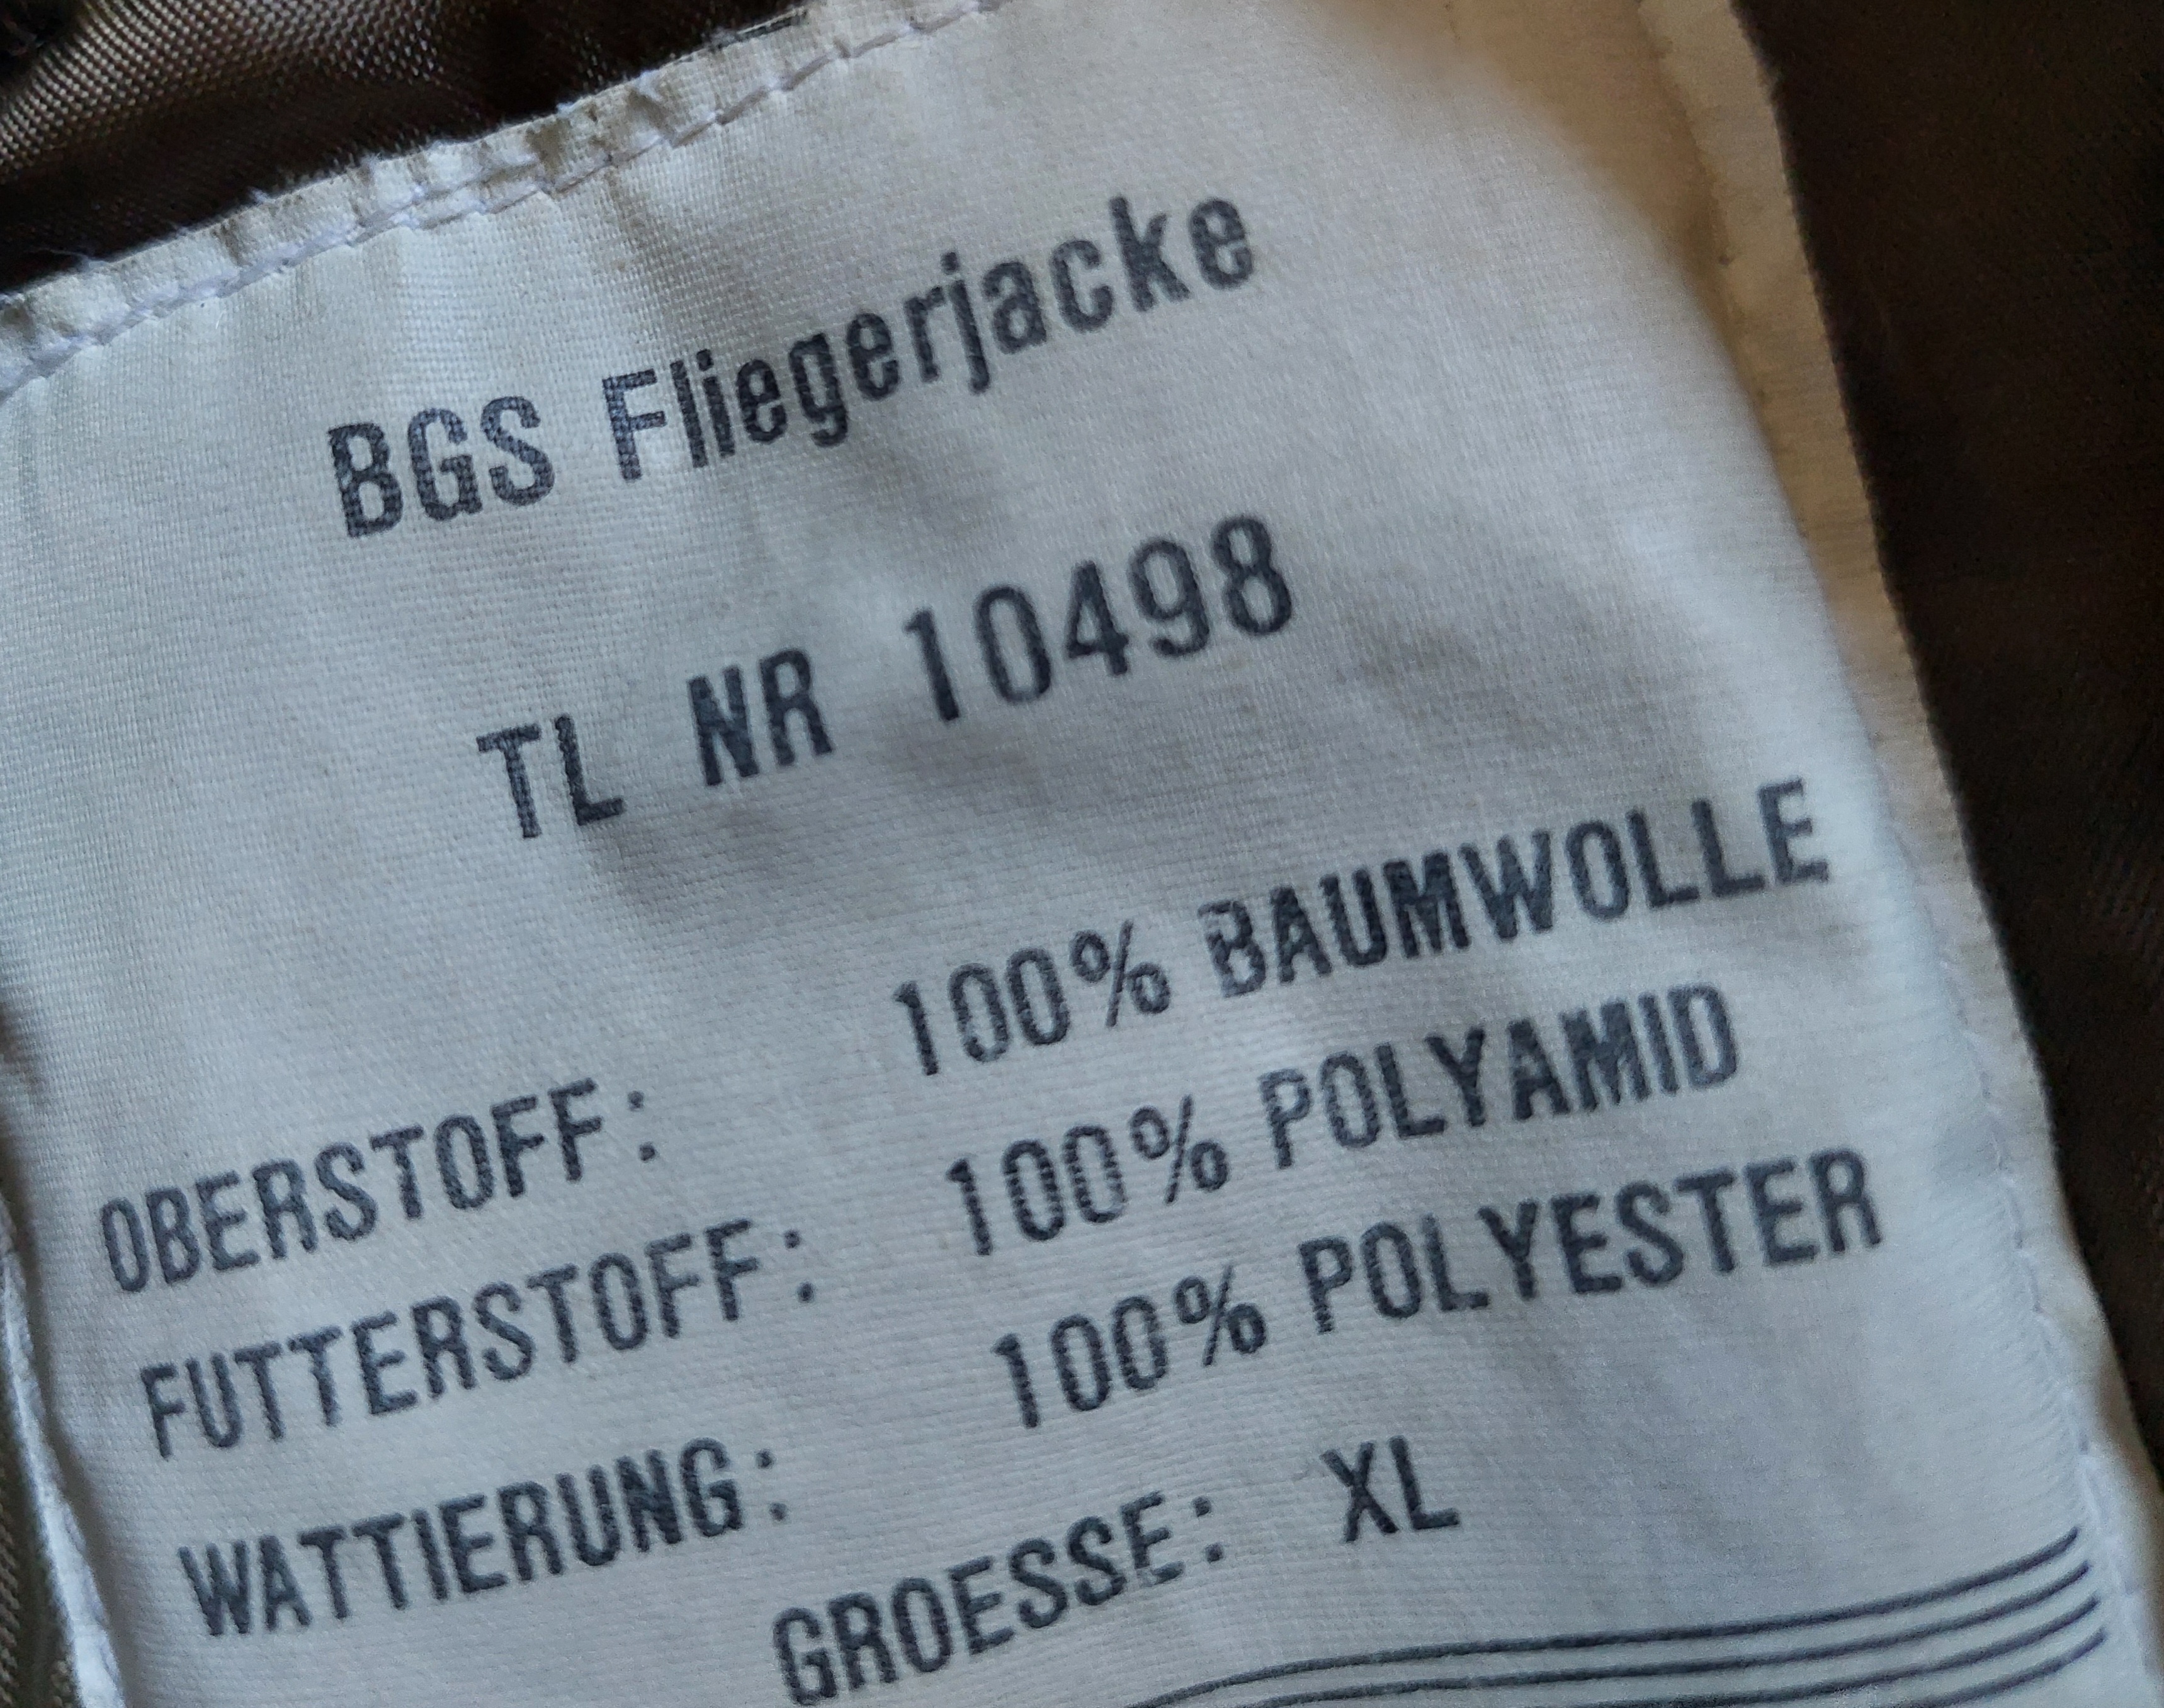 BGS Fliegerjacke
TL NR 10498
OBERSTOFF: 100% BAUMWOLLE
FUTTERSTOFF: 100% POLYAMID
WATTIERUNG: 100% POLYESTER
GROESSE: XL